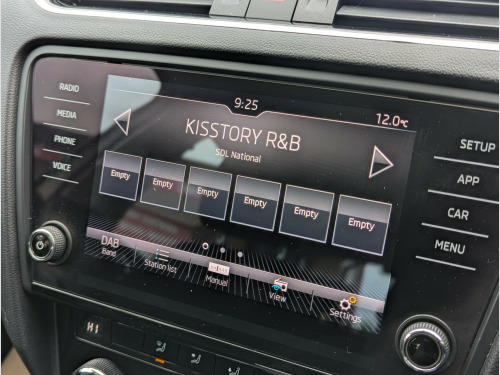 9:25
12.0°C
RADIO
MEDIA
PHONE
VOICE
KISSTORY R&B
SDL National
SETUP
APP
CAR
MENU
Empty Empty Empty Empty Empty Empty
DAB
Band
Station list
Manual
View
Settings
H1